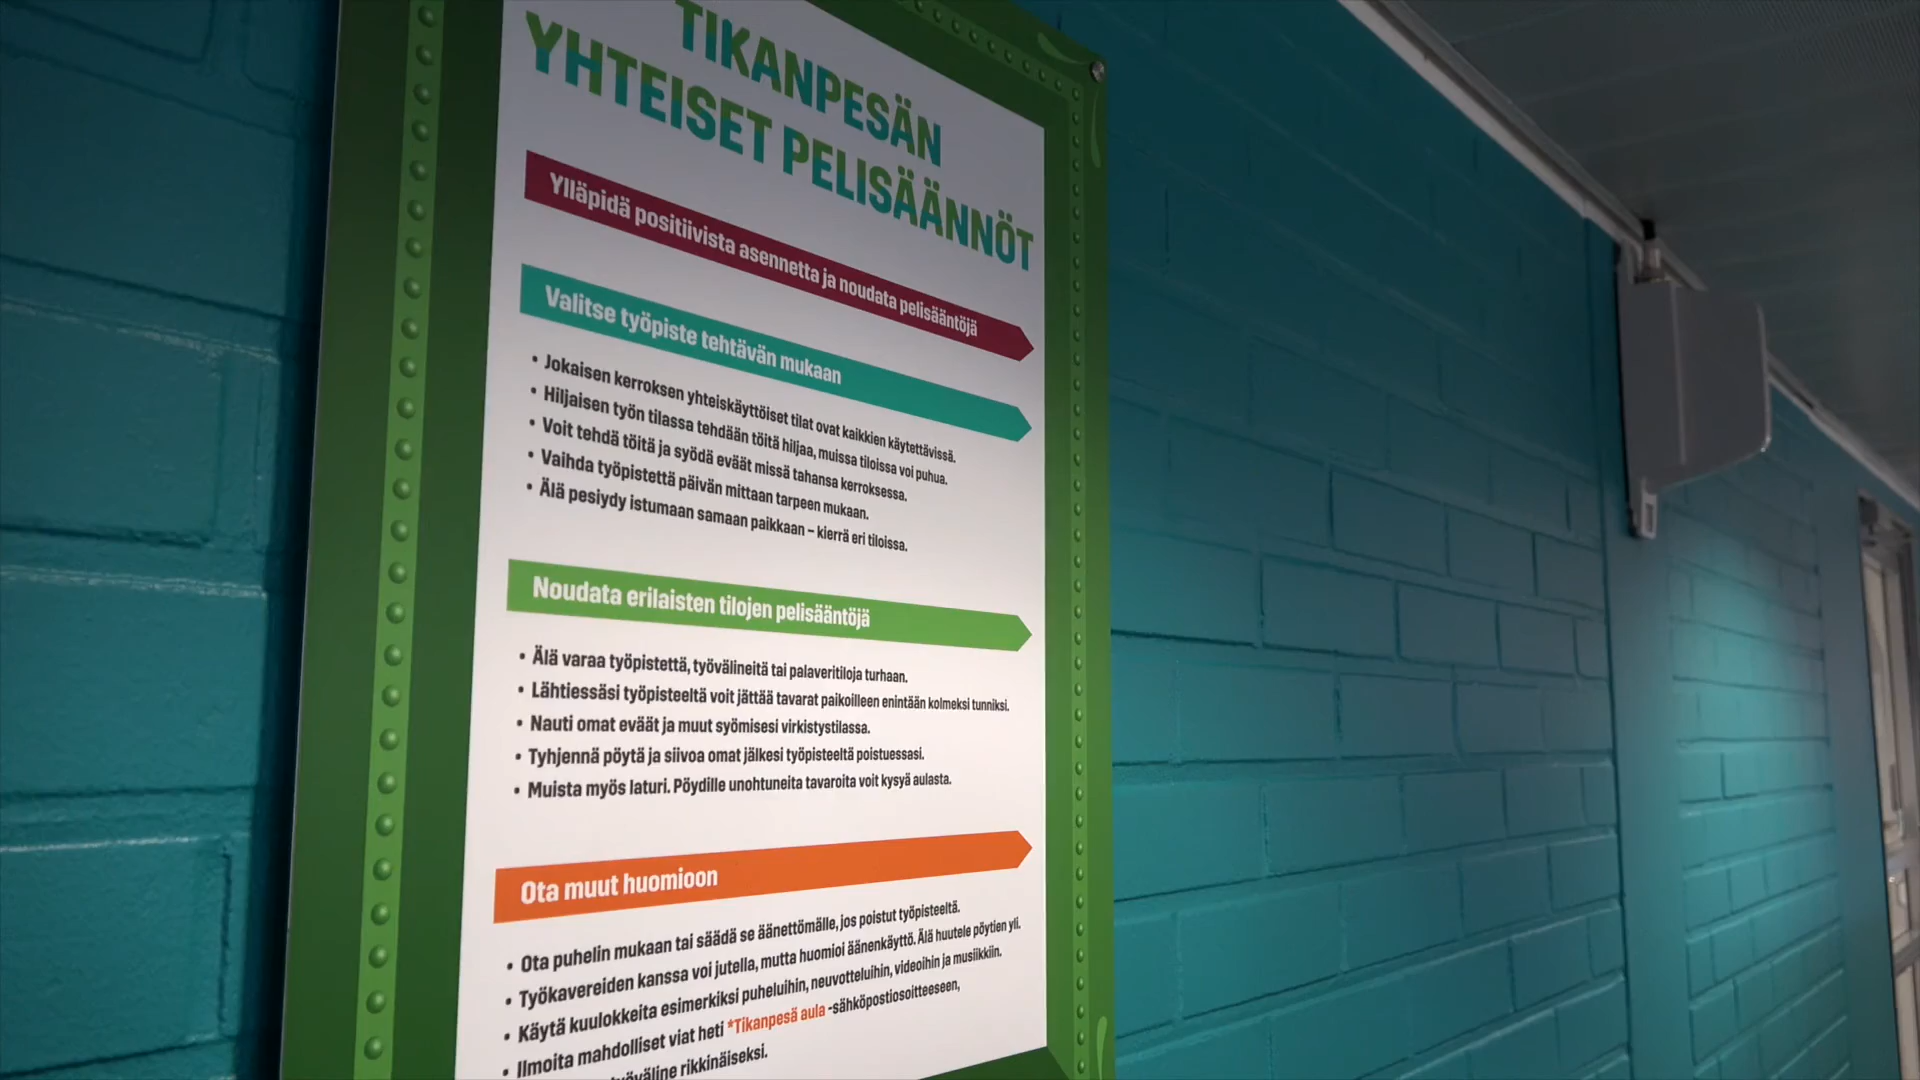 TIKANPESÄN
YHTEISET PELISÄÄNNÖT
Ylläpidä positiivista asennetta ja noudata pelisääntöjä
Valitse työpiste tehtävän mukaan
• Jokaisen kerroksen yhteiskäyttöiset tilat ovat kaikkien käytettävissä.
• Hiljaisen työn tilassa tehdään töitä hiljaa, muissa tiloissa voi puhua.
• Voit tehdä töitä ja syödä eväät missä tahansa kerroksessa.
• Vaihda työpistettä päivän mittaan tarpeen mukaan.
• Älä pesiydy istumaan samaan paikkaan – kierrä eri tiloissa.
Noudata erilaisten tilojen pelisääntöjä
• Älä varaa työpistettä, työvälineitä tai palaveritiloja turhaan.
• Lähtiessäsi työpisteeltä voit jättää tavarat paikoilleen enintään kolmeksi tunniksi.
• Nauti omat eväät ja muut syömisesi virkistystilassa.
• Tyhjennä pöytä ja siivoa omat jälkesi työpisteeltä poistuessasi.
• Muista myös laturi. Pöydille unohtuneita tavaroita voit kysyä aulasta.
Ota muut huomioon
• Ota puhelin mukaan tai säädä se äänettömälle, jos poistut työpisteeltä.
• Työkavereiden kanssa voi jutella, mutta huomioi äänenkäyttö. Älä huutele pöytien yli.
• Käytä kuulokkeita esimerkiksi puheluihin, neuvotteluihin, videoihin ja musiikkiin.
• Ilmoita mahdolliset viat heti *Tikanpesä aula -sähköpostiosoitteeseen,
rikkinäiseksi.